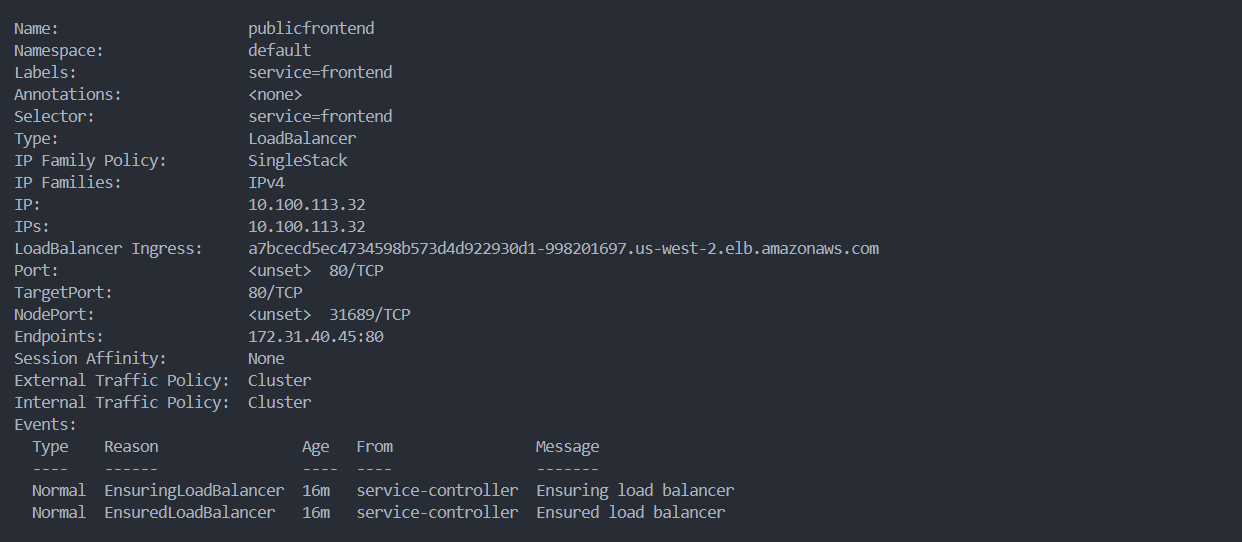 Name:                     publicfrontend
Namespace:                default
Labels:                   service=frontend
Annotations:              <none>
Selector:                 service=frontend
Type:                     LoadBalancer
IP Family Policy:         SingleStack
IP Families:              IPv4
IP:                       10.100.113.32
IPs:                      10.100.113.32
LoadBalancer Ingress:     a7bcecd5ec4734598b573d4d922930d1-998201697.us-west-2.elb.amazonaws.com
Port:                     <unset>  80/TCP
TargetPort:               80/TCP
NodePort:                 <unset>  31689/TCP
Endpoints:                172.31.40.45:80
Session Affinity:         None
External Traffic Policy:  Cluster
Internal Traffic Policy:  Cluster
Events:
  Type    Reason                Age   From                Message
  ----    ------                ----  ----                -------
  Normal  EnsuringLoadBalancer  16m   service-controller  Ensuring load balancer
  Normal  EnsuredLoadBalancer   16m   service-controller  Ensured load balancer